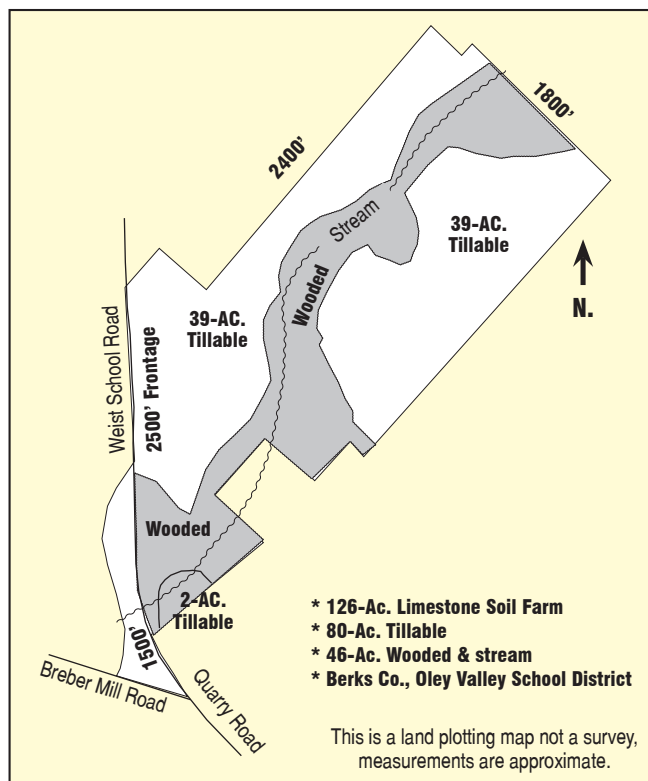 1800'
2400'
Stream
39-AC.
Tillable
N.
Wooded
39-AC.
Tillable
Weist School Road
2500' Frontage
Wooded
2-AC.
Tillable
1500'
Breber Mill Road
Quarry Road
* 126-Ac. Limestone Soil Farm
* 80-Ac. Tillable
* 46-Ac. Wooded & stream
* Berks Co., Oley Valley School District
This is a land plotting map not a survey,
measurements are approximate.